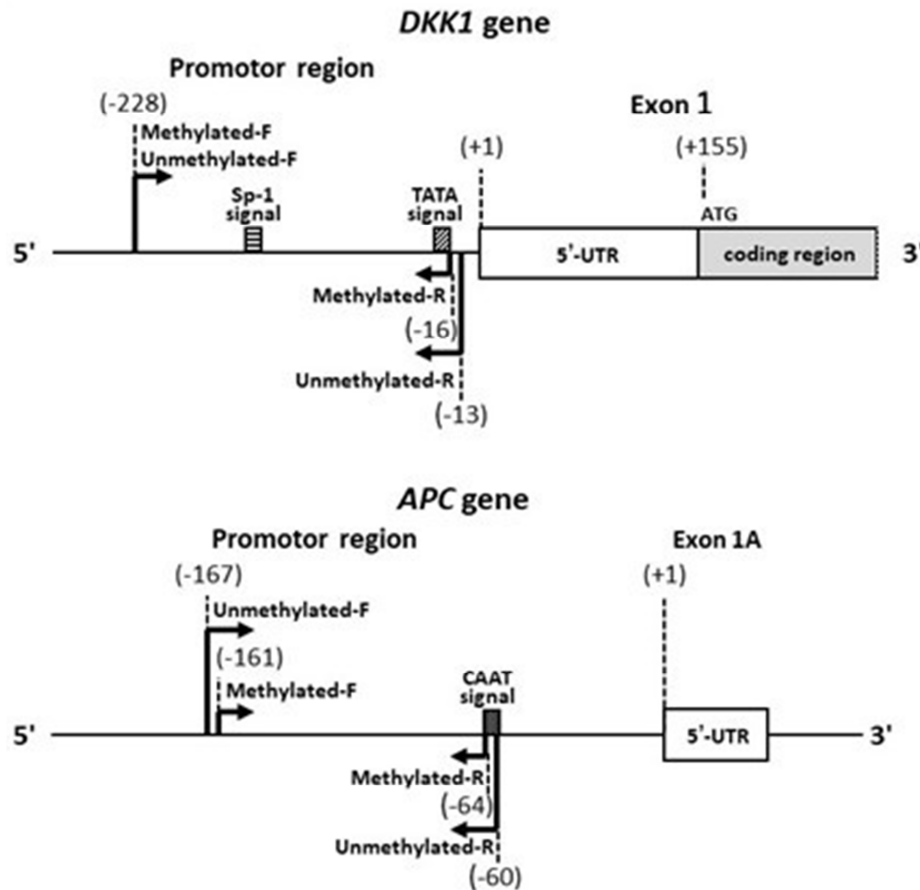 DKK1 gene
Promotor region
(-228)
Exon 1
Methylated-F
Unmethylated-F
(+1)
(+155)
Sp-1
signal
TATA
signal
ATG
5'
5'-UTR
coding region
3'
Methylated-R
(-16)
Unmethylated-R
(-13)
APC gene
Promotor region
Exon 1A
(-167)
(+1)
Unmethylated-F
(-161)
Methylated-F
CAAT
signal
5'
5'-UTR
3'
Methylated-R
(-64)
Unmethylated-R
(-60)